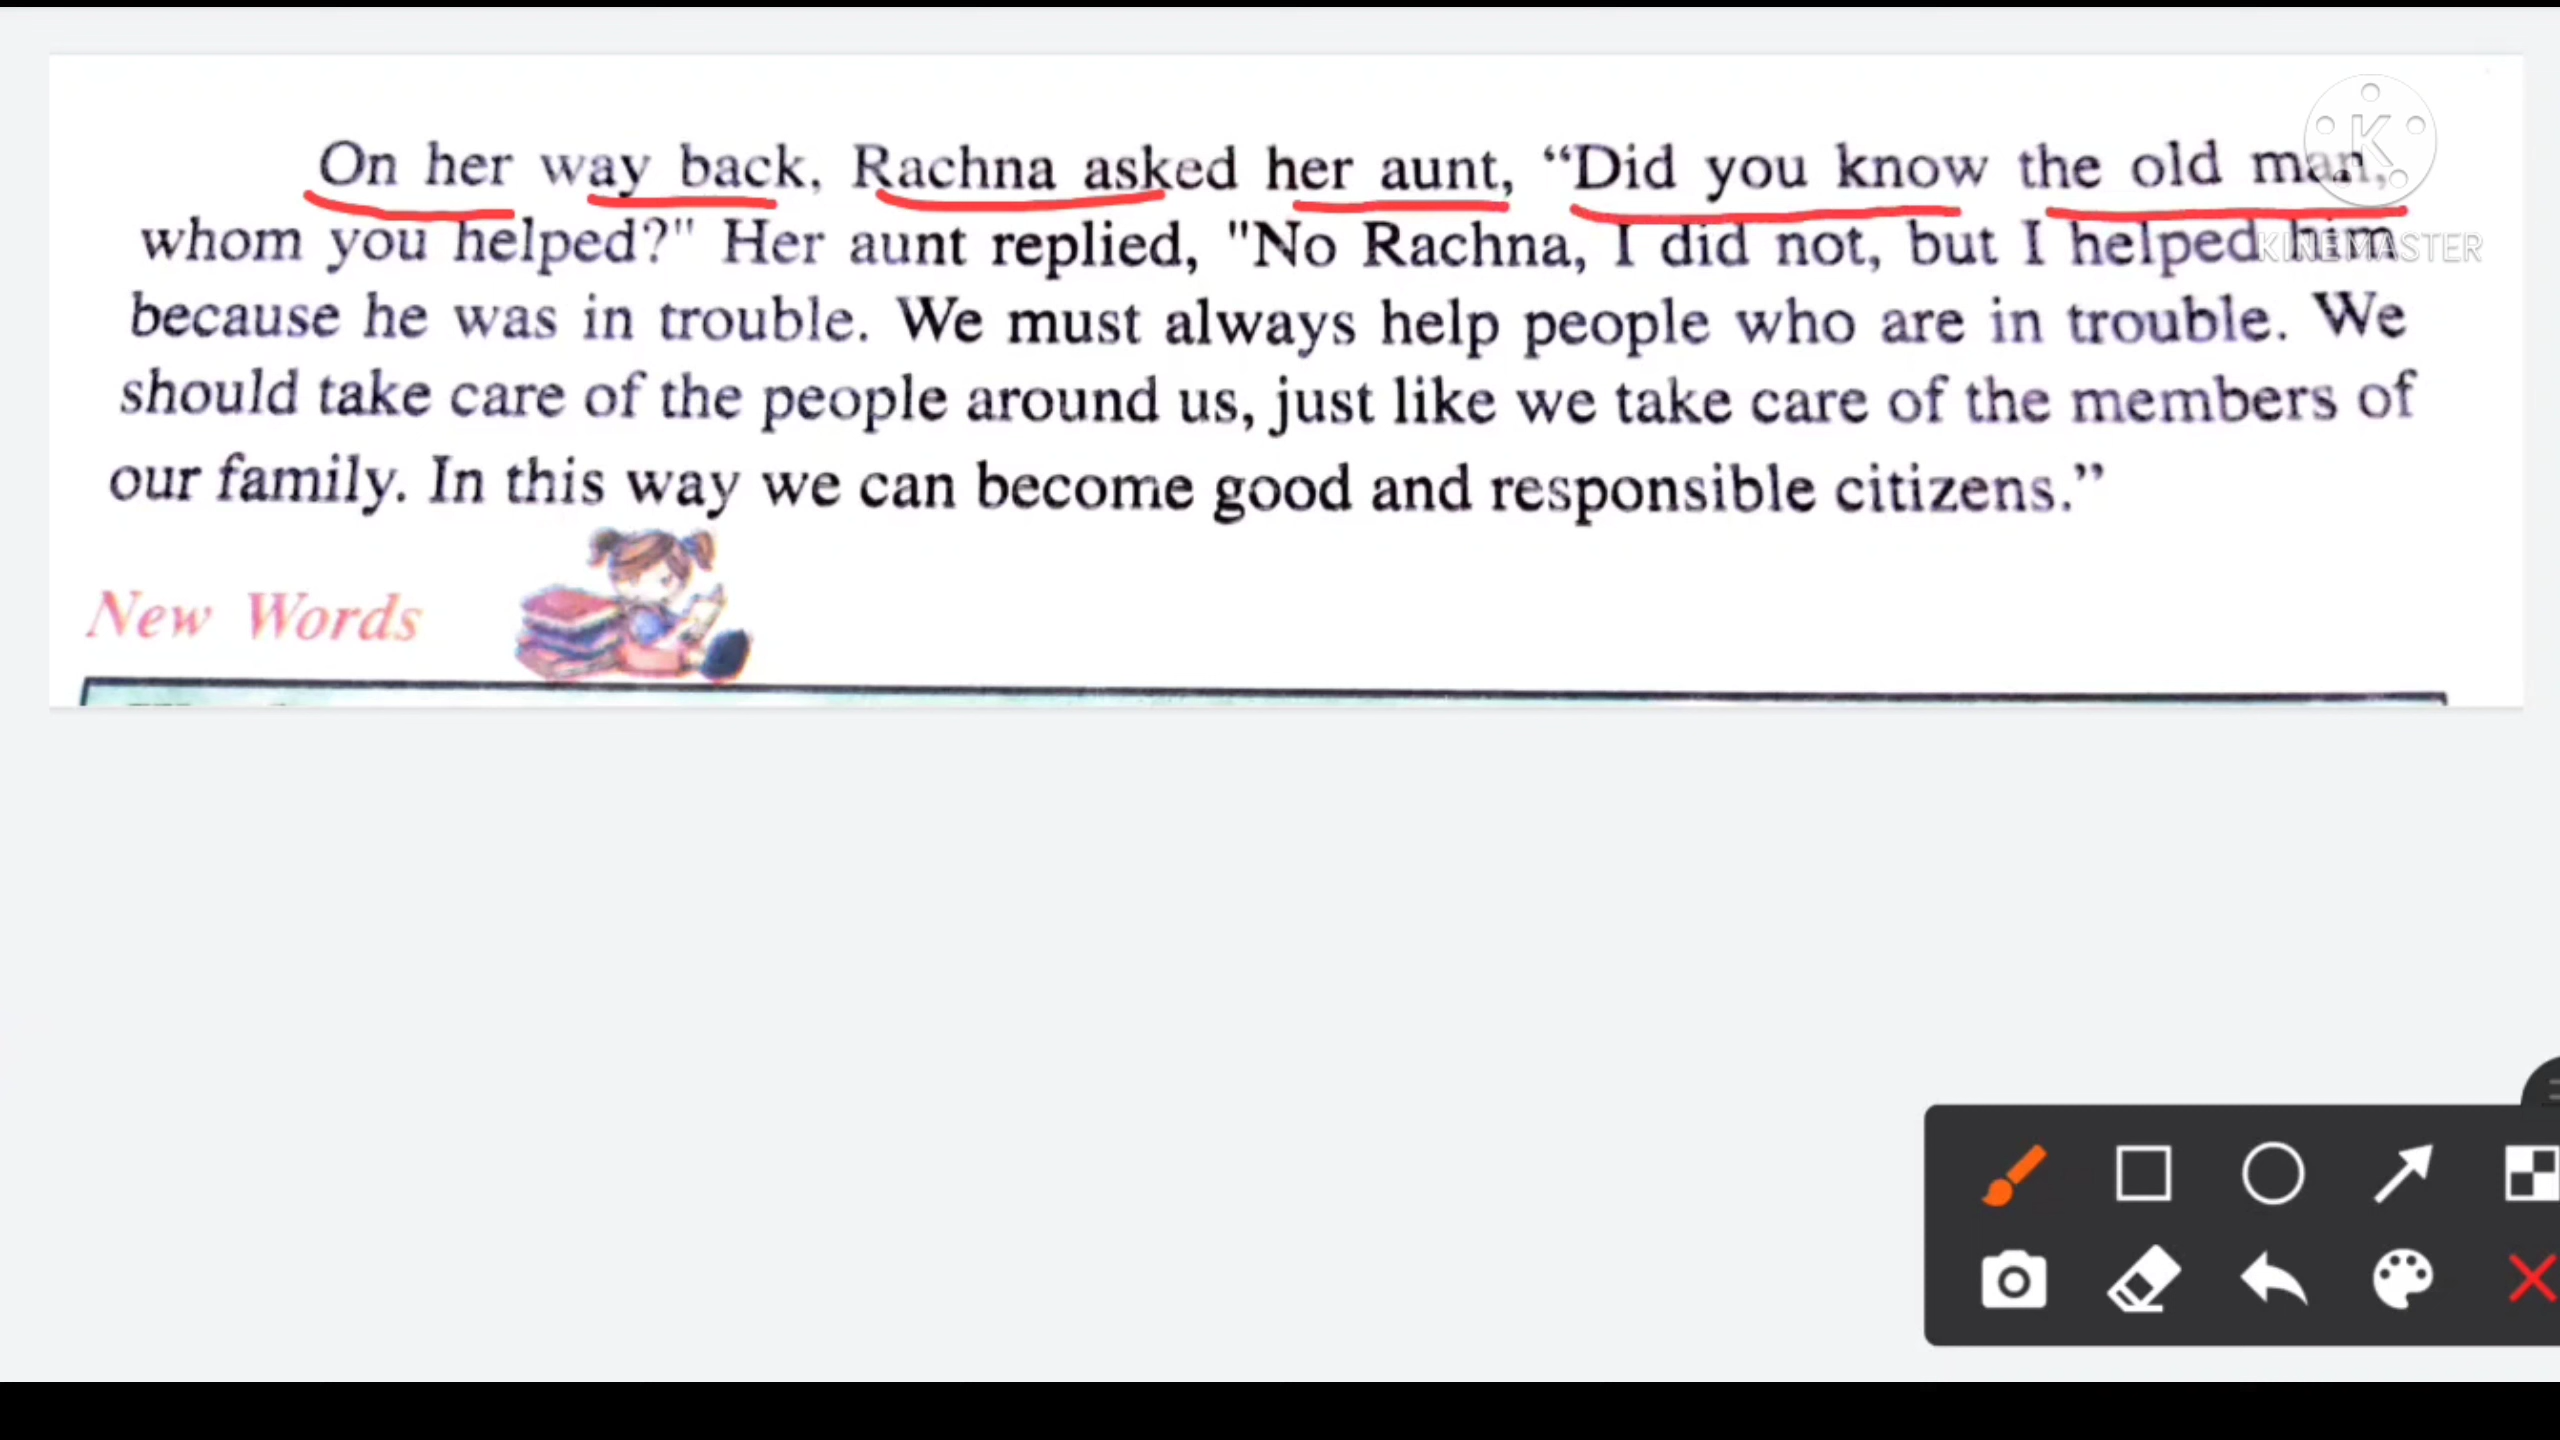 On her way back, Rachna asked her aunt, “Did you know the old man,
whom you helped?" Her aunt replied, "No Rachna, I did not, but I helped him
because he was in trouble. We must always help people who are in trouble. We
should take care of the people around us, just like we take care of the members of
our family. In this way we can become good and responsible citizens.”
New Words
K
KINEMASTER